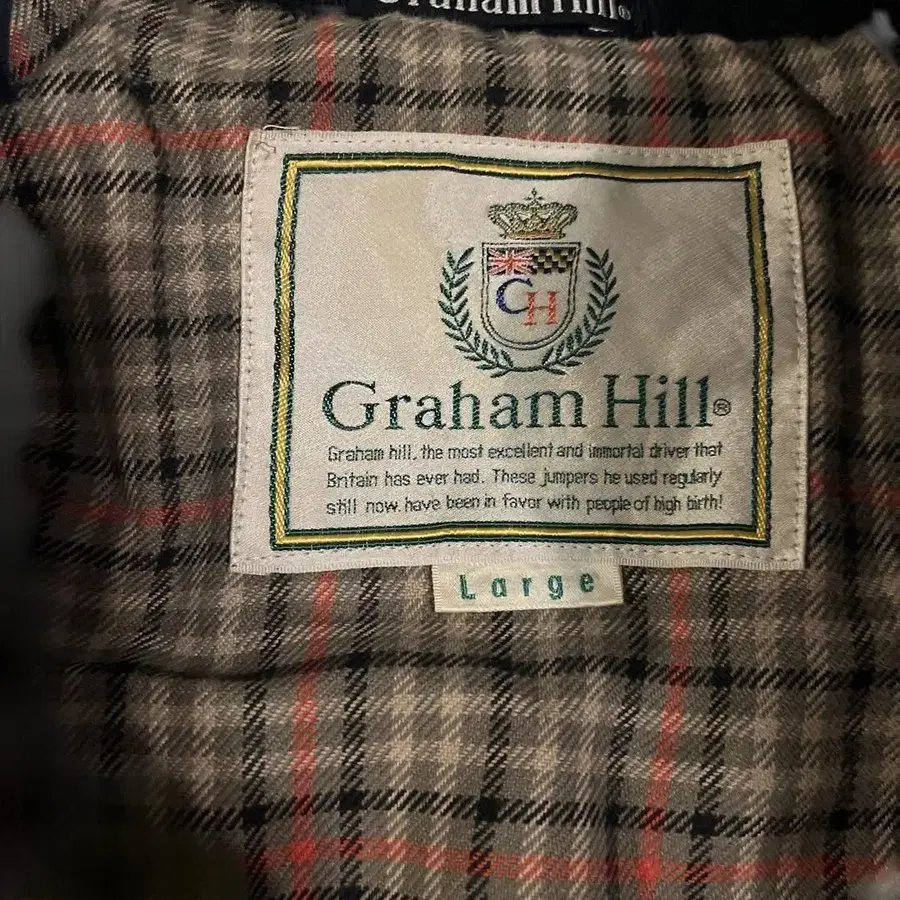 Graham Hill®
GH
Graham Hill®
Graham hill, the most excellent and immortal driver that
Britain has ever had. These jumpers he used regularly
still now have been in favor with people of high birth!
Large